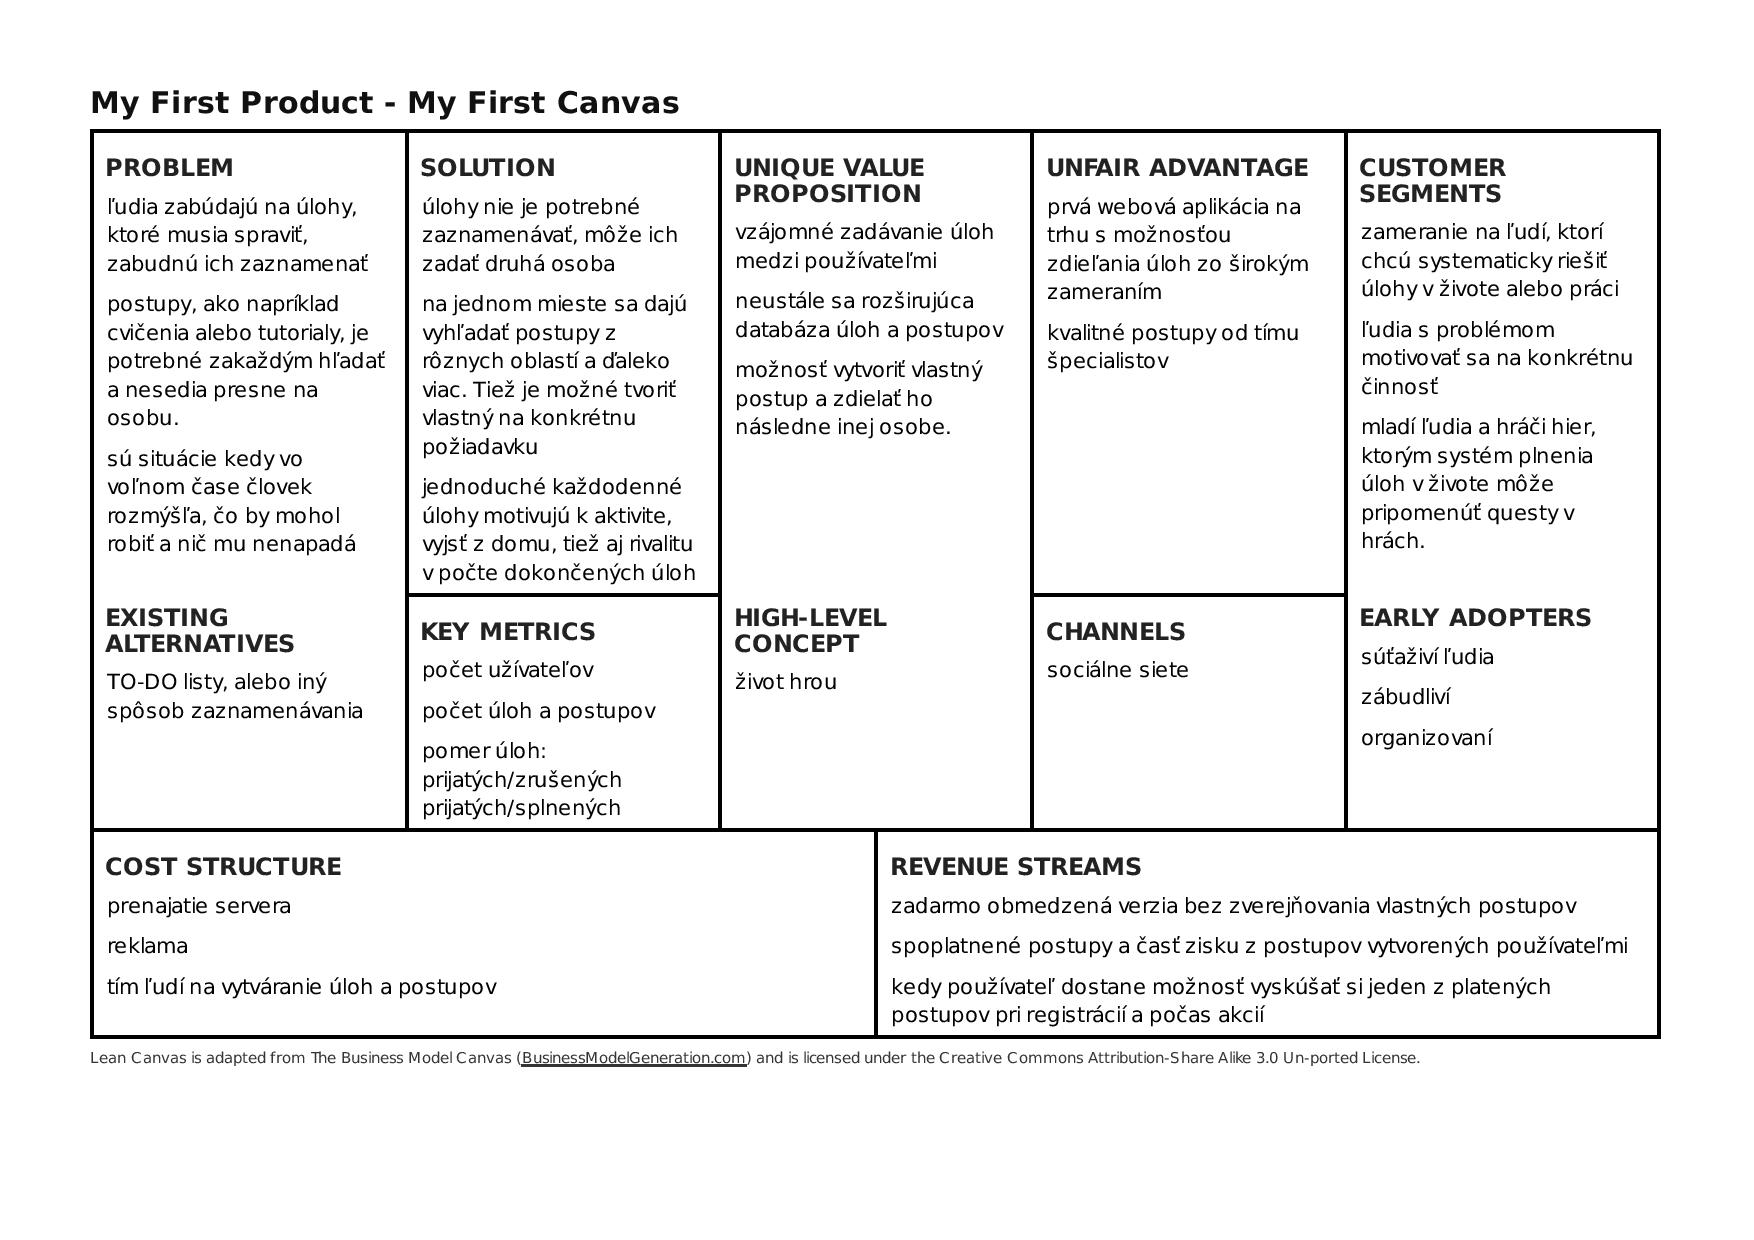 My First Product - My First Canvas
PROBLEM
ľudia zabúdajú na úlohy,
ktoré musia spraviť,
zabudnú ich zaznamenať
postupy, ako napríklad
cvičenia alebo tutorialy, je
potrebné zakaždým hľadať
a nesedia presne na
osobu.
sú situácie kedy vo
voľnom čase človek
rozmýšľa, čo by mohol
robiť a nič mu nenapadá
EXISTING
ALTERNATIVES
TO-DO listy, alebo iný
spôsob zaznamenávania
SOLUTION
úlohy nie je potrebné
zaznamenávať, môže ich
zadať druhá osoba
na jednom mieste sa dajú
vyhľadať postupy z
rôznych oblastí a ďaleko
viac. Tiež je možné tvoriť
vlastný na konkrétnu
požiadavku
jednoduché každodenné
úlohy motivujú k aktivite,
vyjsť z domu, tiež aj rivalitu
v počte dokončených úloh
KEY METRICS
počet užívateľov
počet úloh a postupov
pomer úloh:
prijatých/zrušených
prijatých/splnených
UNIQUE VALUE
PROPOSITION
vzájomné zadávanie úloh
medzi používateľmi
neustále sa rozširujúca
databáza úloh a postupov
možnosť vytvoriť vlastný
postup a zdielať ho
následne inej osobe.
HIGH-LEVEL
CONCEPT
život hrou
UNFAIR ADVANTAGE
prvá webová aplikácia na
trhu s možnosťou
zdieľania úloh zo širokým
zameraním
kvalitné postupy od tímu
špecialistov
CHANNELS
sociálne siete
CUSTOMER
SEGMENTS
zameranie na ľudí, ktorí
chcú systematicky riešiť
úlohy v živote alebo práci
ľudia s problémom
motivovať sa na konkrétnu
činnosť
mladí ľudia a hráči hier,
ktorým systém plnenia
úloh v živote môže
pripomenúť questy v
hrách.
EARLY ADOPTERS
súťaživí ľudia
zábudliví
organizovaní
COST STRUCTURE
prenajatie servera
reklama
tím ľudí na vytváranie úloh a postupov
REVENUE STREAMS
zadarmo obmedzená verzia bez zverejňovania vlastných postupov
spoplatnené postupy a časť zisku z postupov vytvorených používateľmi
kedy používateľ dostane možnosť vyskúšať si jeden z platených
postupov pri registrácií a počas akcií
Lean Canvas is adapted from The Business Model Canvas (BusinessModelGeneration.com) and is licensed under the Creative Commons Attribution-Share Alike 3.0 Un-ported License.